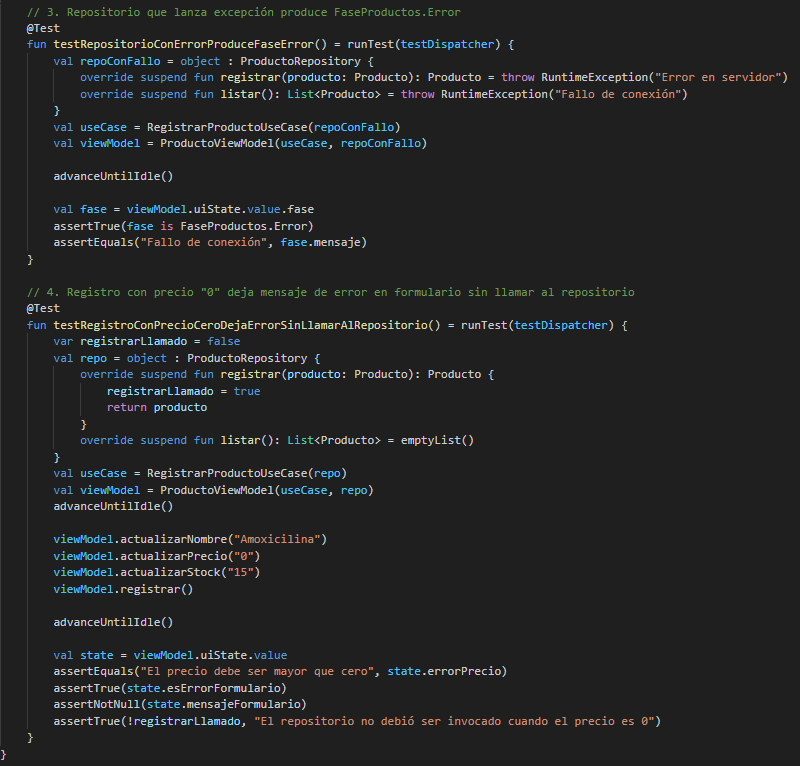 // 3. Repositorio que lanza excepción produce FaseProductos.Error
@Test
fun testRepositorioConErrorProduceFaseError() = runTest(testDispatcher) {
    val repoConFallo = object : ProductoRepository {
        override suspend fun registrar(producto: Producto): Producto = throw RuntimeException("Error en servidor")
        override suspend fun listar(): List<Producto> = throw RuntimeException("Fallo de conexión")
    }
    val useCase = RegistrarProductoUseCase(repoConFallo)
    val viewModel = ProductoViewModel(useCase, repoConFallo)

    advanceUntilIdle()

    val fase = viewModel.uiState.value.fase
    assertTrue(fase is FaseProductos.Error)
    assertEquals("Fallo de conexión", fase.mensaje)
}

// 4. Registro con precio "0" deja mensaje de error en formulario sin llamar al repositorio
@Test
fun testRegistroConPrecioCeroDejaErrorSinLlamarAlRepositorio() = runTest(testDispatcher) {
    var registrarLlamado = false
    val repo = object : ProductoRepository {
        override suspend fun registrar(producto: Producto): Producto {
            registrarLlamado = true
            return producto
        }
        override suspend fun listar(): List<Producto> = emptyList()
    }
    val useCase = RegistrarProductoUseCase(repo)
    val viewModel = ProductoViewModel(useCase, repo)
    advanceUntilIdle()

    viewModel.actualizarNombre("Amoxicilina")
    viewModel.actualizarPrecio("0")
    viewModel.actualizarStock("15")
    viewModel.registrar()

    advanceUntilIdle()

    val state = viewModel.uiState.value
    assertEquals("El precio debe ser mayor que cero", state.errorPrecio)
    assertTrue(state.esErrorFormulario)
    assertNotNull(state.mensajeFormulario)
    assertTrue(!registrarLlamado, "El repositorio no debió ser invocado cuando el precio es 0")
}
}